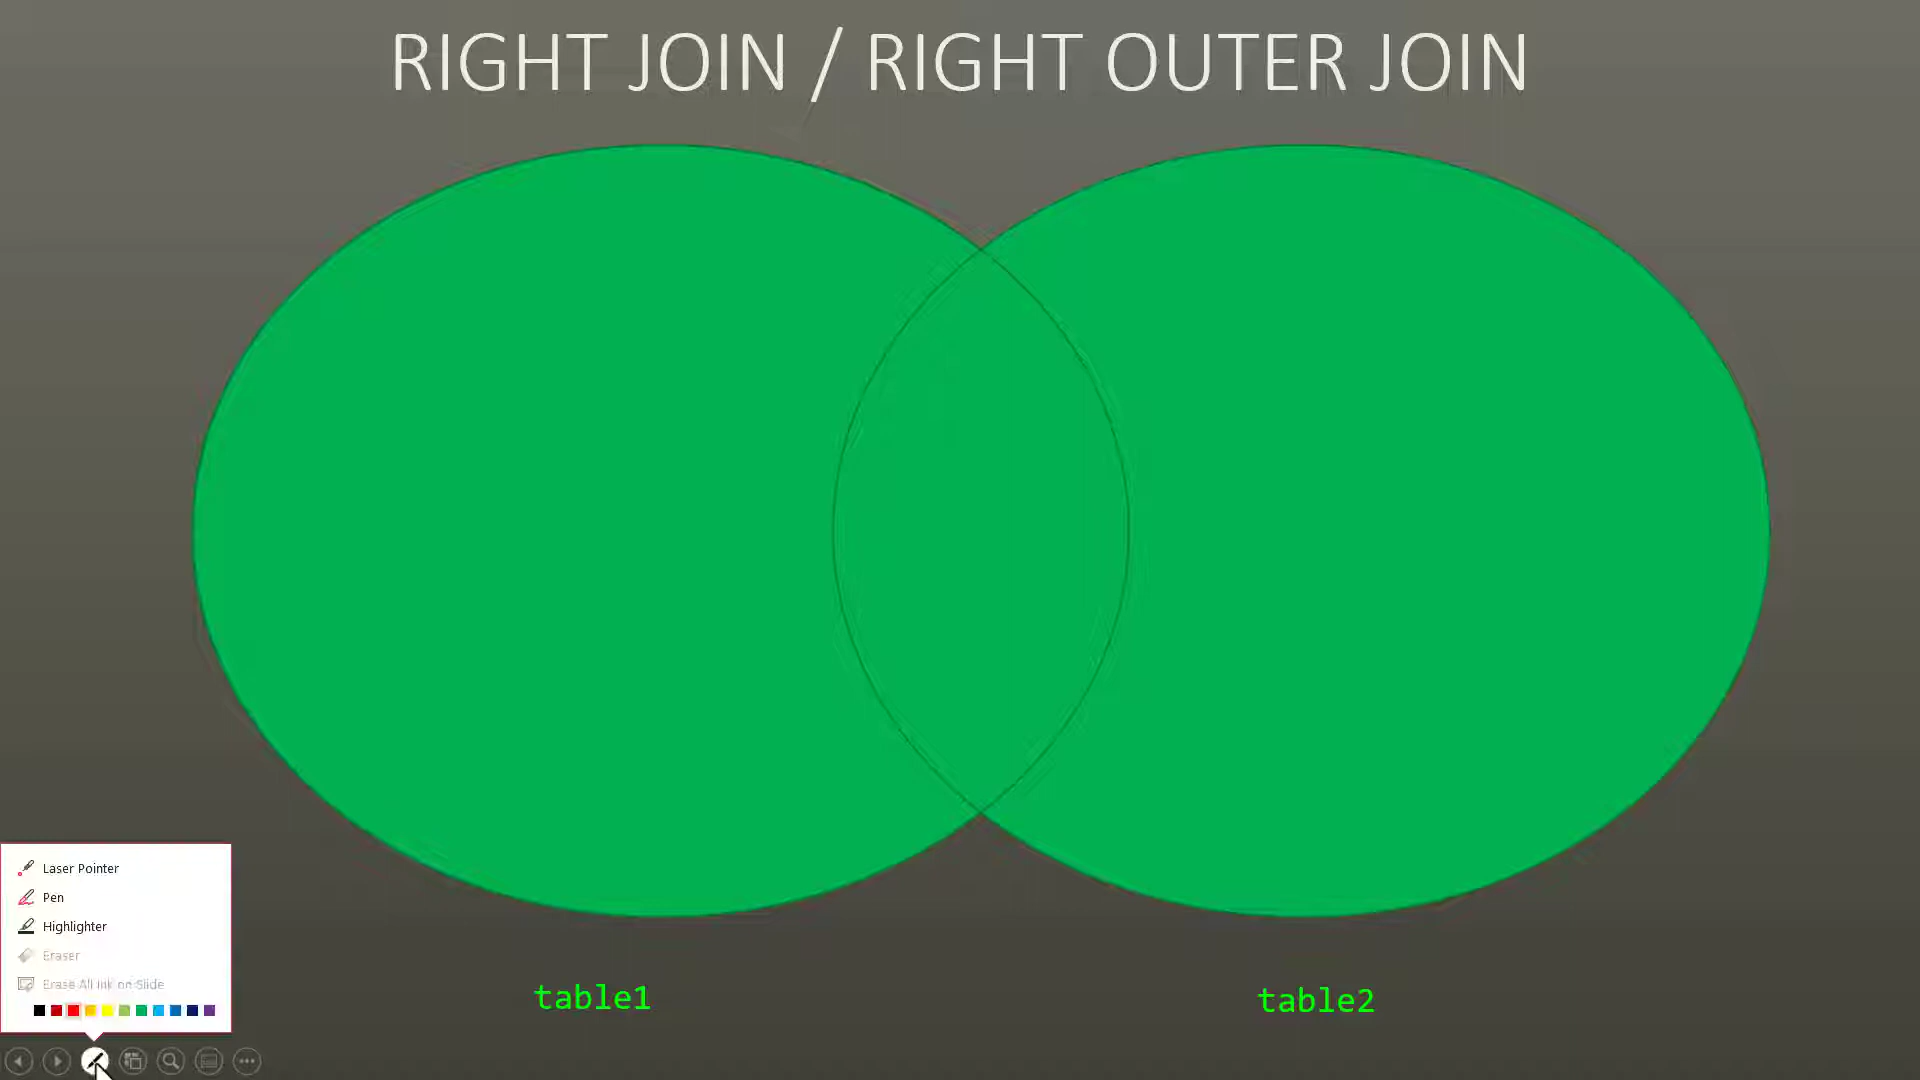 RIGHT JOIN / RIGHT OUTER JOIN
table1
table2
Laser Pointer
Pen
Highlighter
Eraser
Erase All Ink on Slide